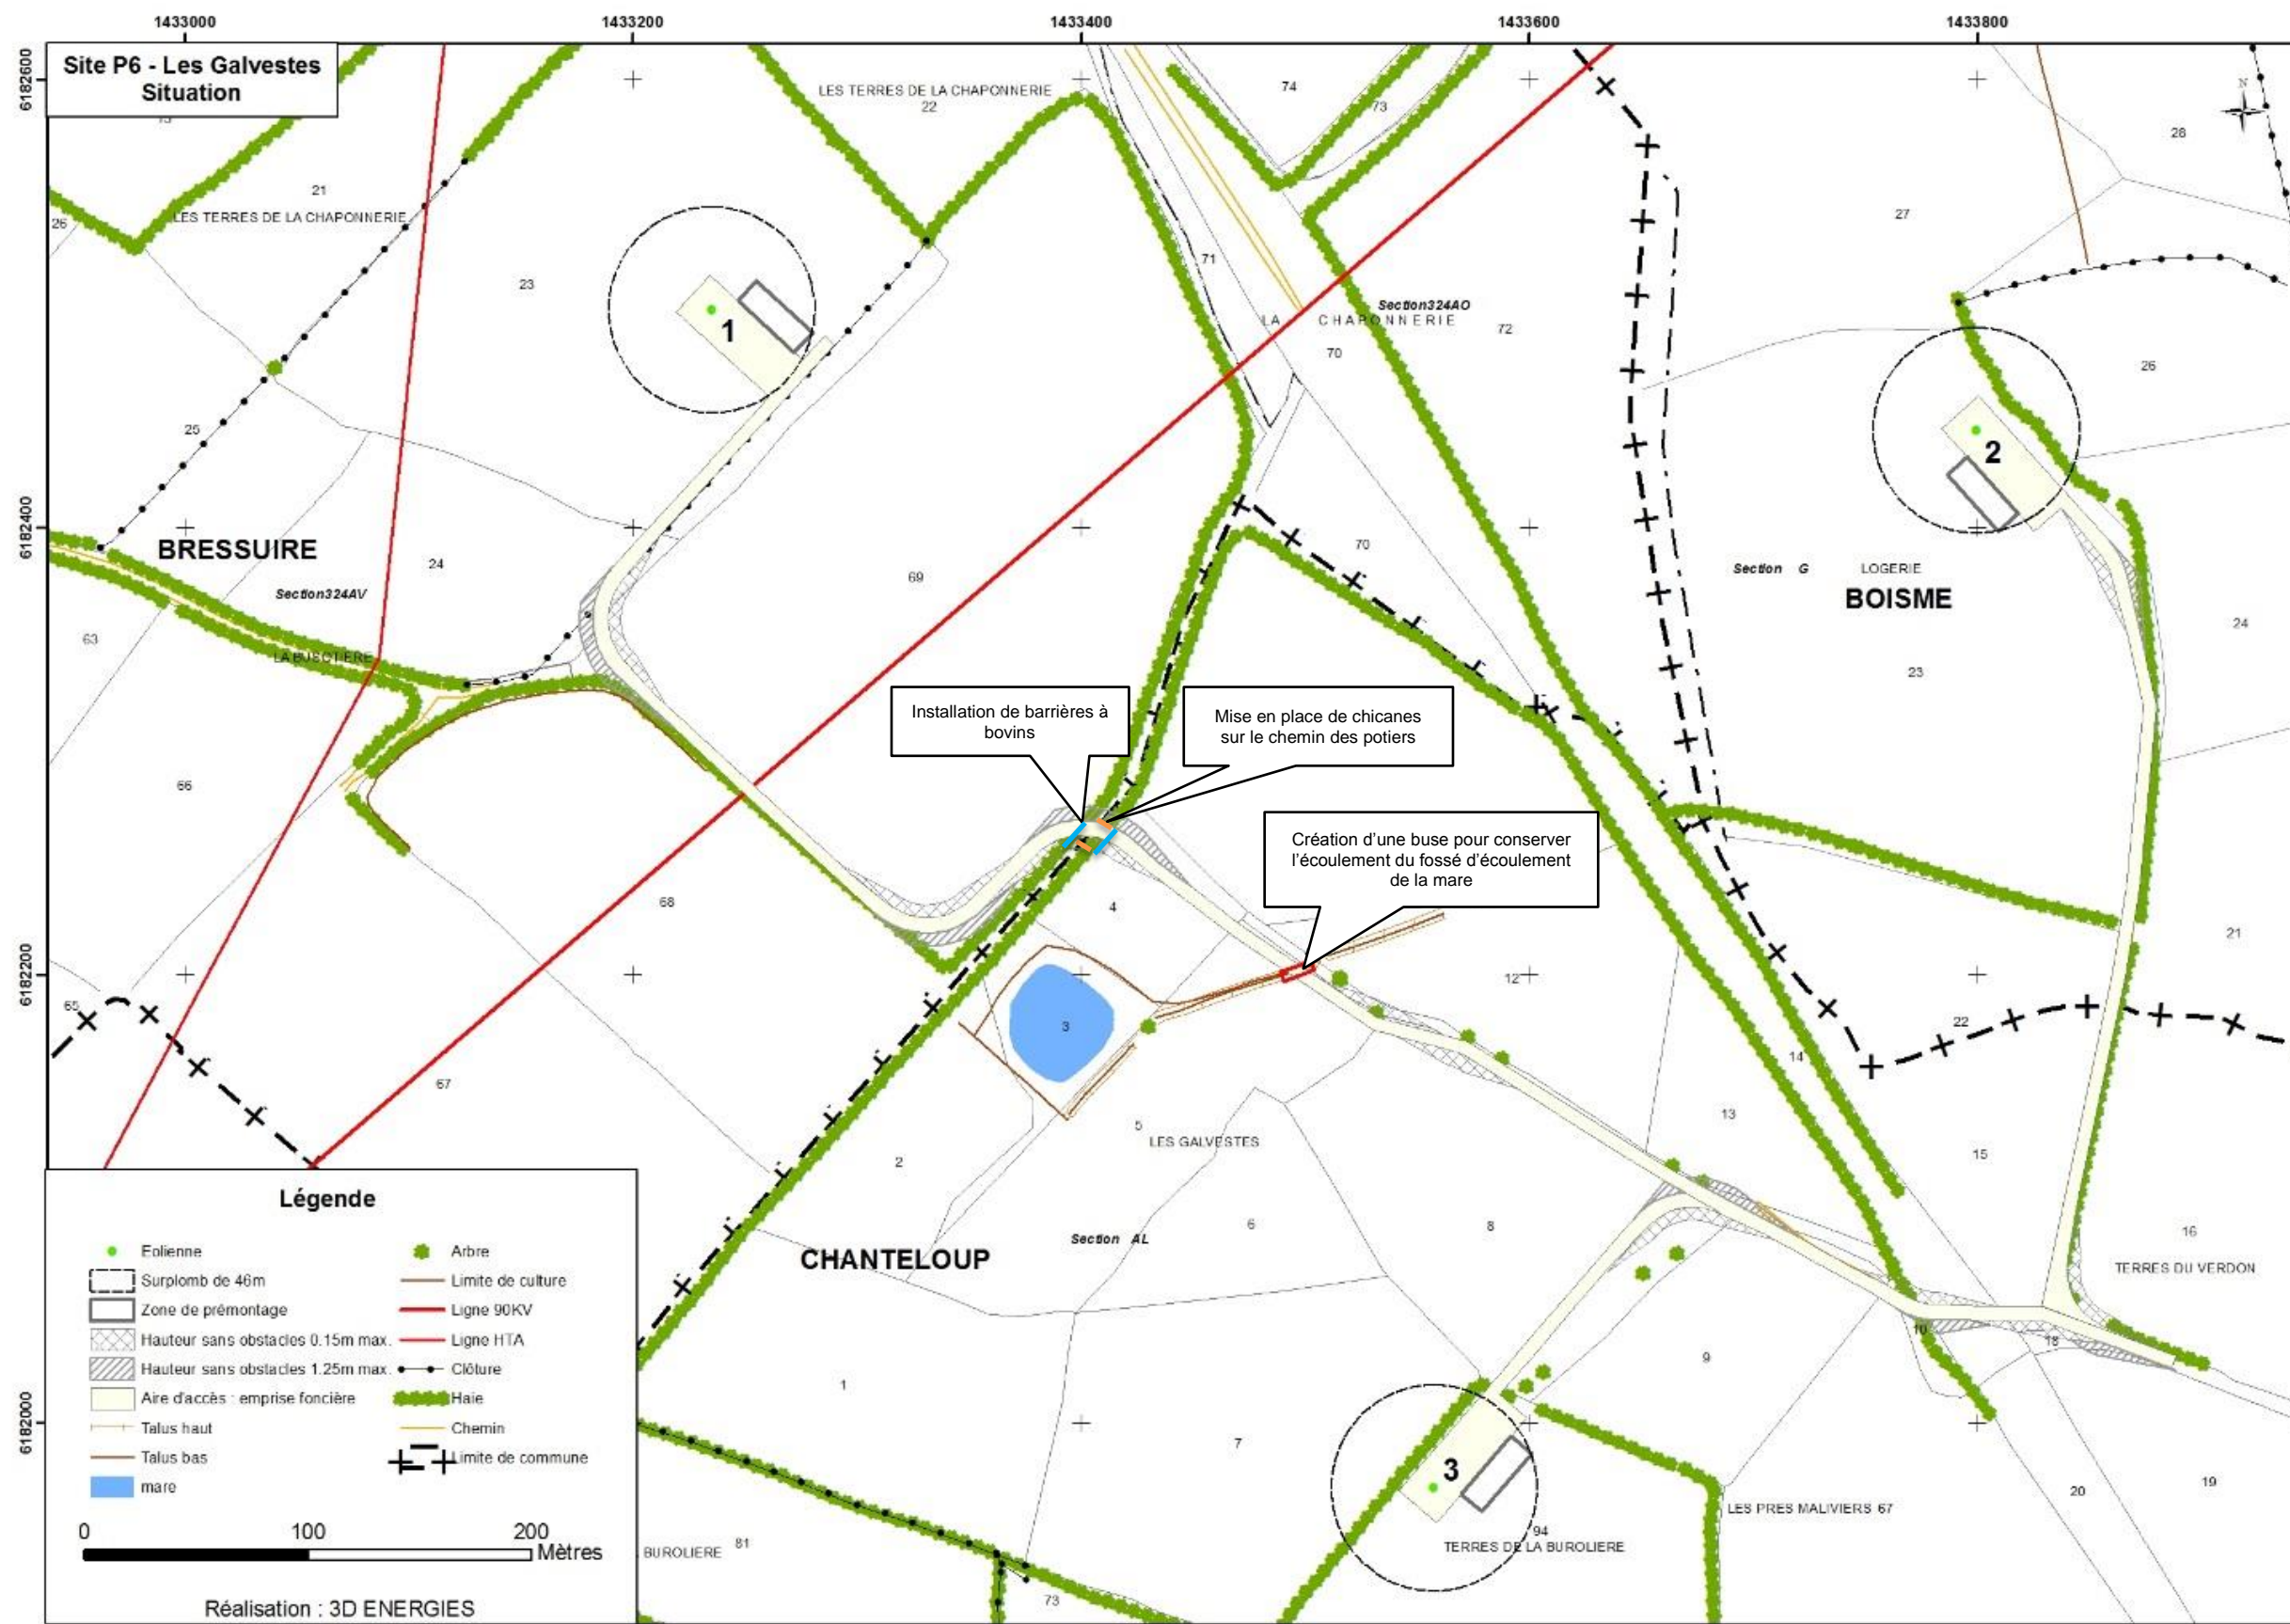 1433000
1433200
1433400
1433600
1433800
6182600
6182400
6182200
6182000
Site P6 - Les Galvestes
Situation
LES TERRES DE LA CHAPONNERIE
22
74
73
28
N
21
LES TERRES DE LA CHAPONNERIE
26
23
71
27
1
Section324AO
LA CHAPONNERIE
72
70
26
25
2
BRESSUIRE
24
69
70
Section G
LOGERIE
BOISME
Section324AV
63
24
LA BUSCTIERE
23
Installation de barrières à
bovins
Mise en place de chicanes
sur le chemin des potiers
66
Création d'une buse pour conserver
l'écoulement du fossé d'écoulement
de la mare
68
4
21
12
65
3
22
14
67
13
5
LES GALVESTES
2
15
Section AL
6
8
16
CHANTELOUP
TERRES DU VERDON
10
18
9
1
7
3
20
19
LES PRES MALIVIERS 67
94
TERRES DE LA BUROLIERE
BUROLIERE
81
73
Légende
Eolienne
Surplomb de 46m
Zone de prémontage
Hauteur sans obstacles 0.15m max.
Hauteur sans obstacles 1.25m max.
Aire d'accès : emprise foncière
Talus haut
Talus bas
mare
Arbre
Limite de culture
Ligne 90KV
Ligne HTA
Clôture
Haie
Chemin
Limite de commune
0
100
200
Mètres
Réalisation : 3D ENERGIES